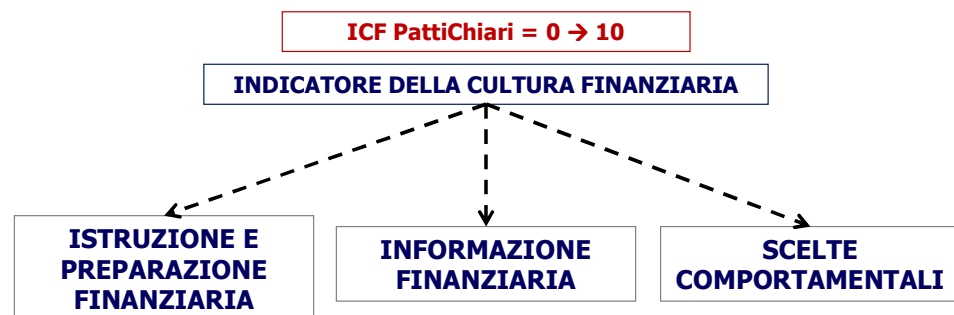 ICF PattiChiari = 0 → 10
INDICATORE DELLA CULTURA FINANZIARIA
ISTRUZIONE E
PREPARAZIONE
FINANZIARIA
INFORMAZIONE
FINANZIARIA
SCELTE
COMPORTAMENTALI